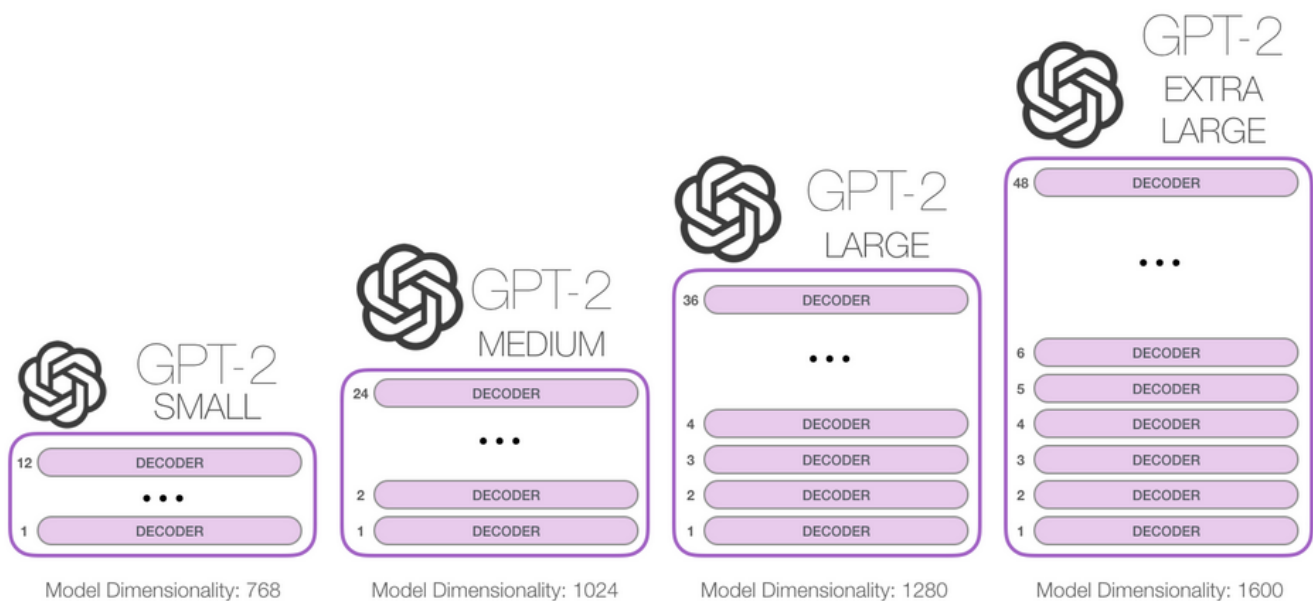 GPT-2
SMALL
12 DECODER
...
1 DECODER
Model Dimensionality: 768
GPT-2
MEDIUM
24 DECODER
...
2 DECODER
1 DECODER
Model Dimensionality: 1024
GPT-2
LARGE
36 DECODER
...
4 DECODER
3 DECODER
2 DECODER
1 DECODER
Model Dimensionality: 1280
GPT-2
EXTRA
LARGE
48 DECODER
...
6 DECODER
5 DECODER
4 DECODER
3 DECODER
2 DECODER
1 DECODER
Model Dimensionality: 1600